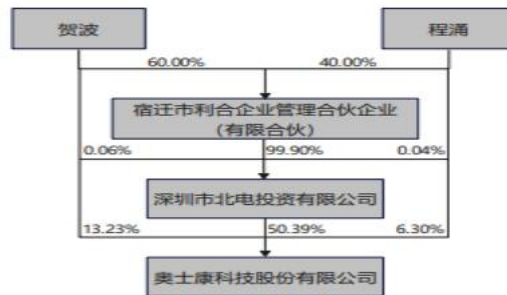 贺波
程涌
60.00%
40.00%
宿迁市利合企业管理合伙企业
(有限合伙)
0.06%
99.90%
0.04%
深圳市北电投资有限公司
13.23%
50.39%
6.30%
奥士康科技股份有限公司